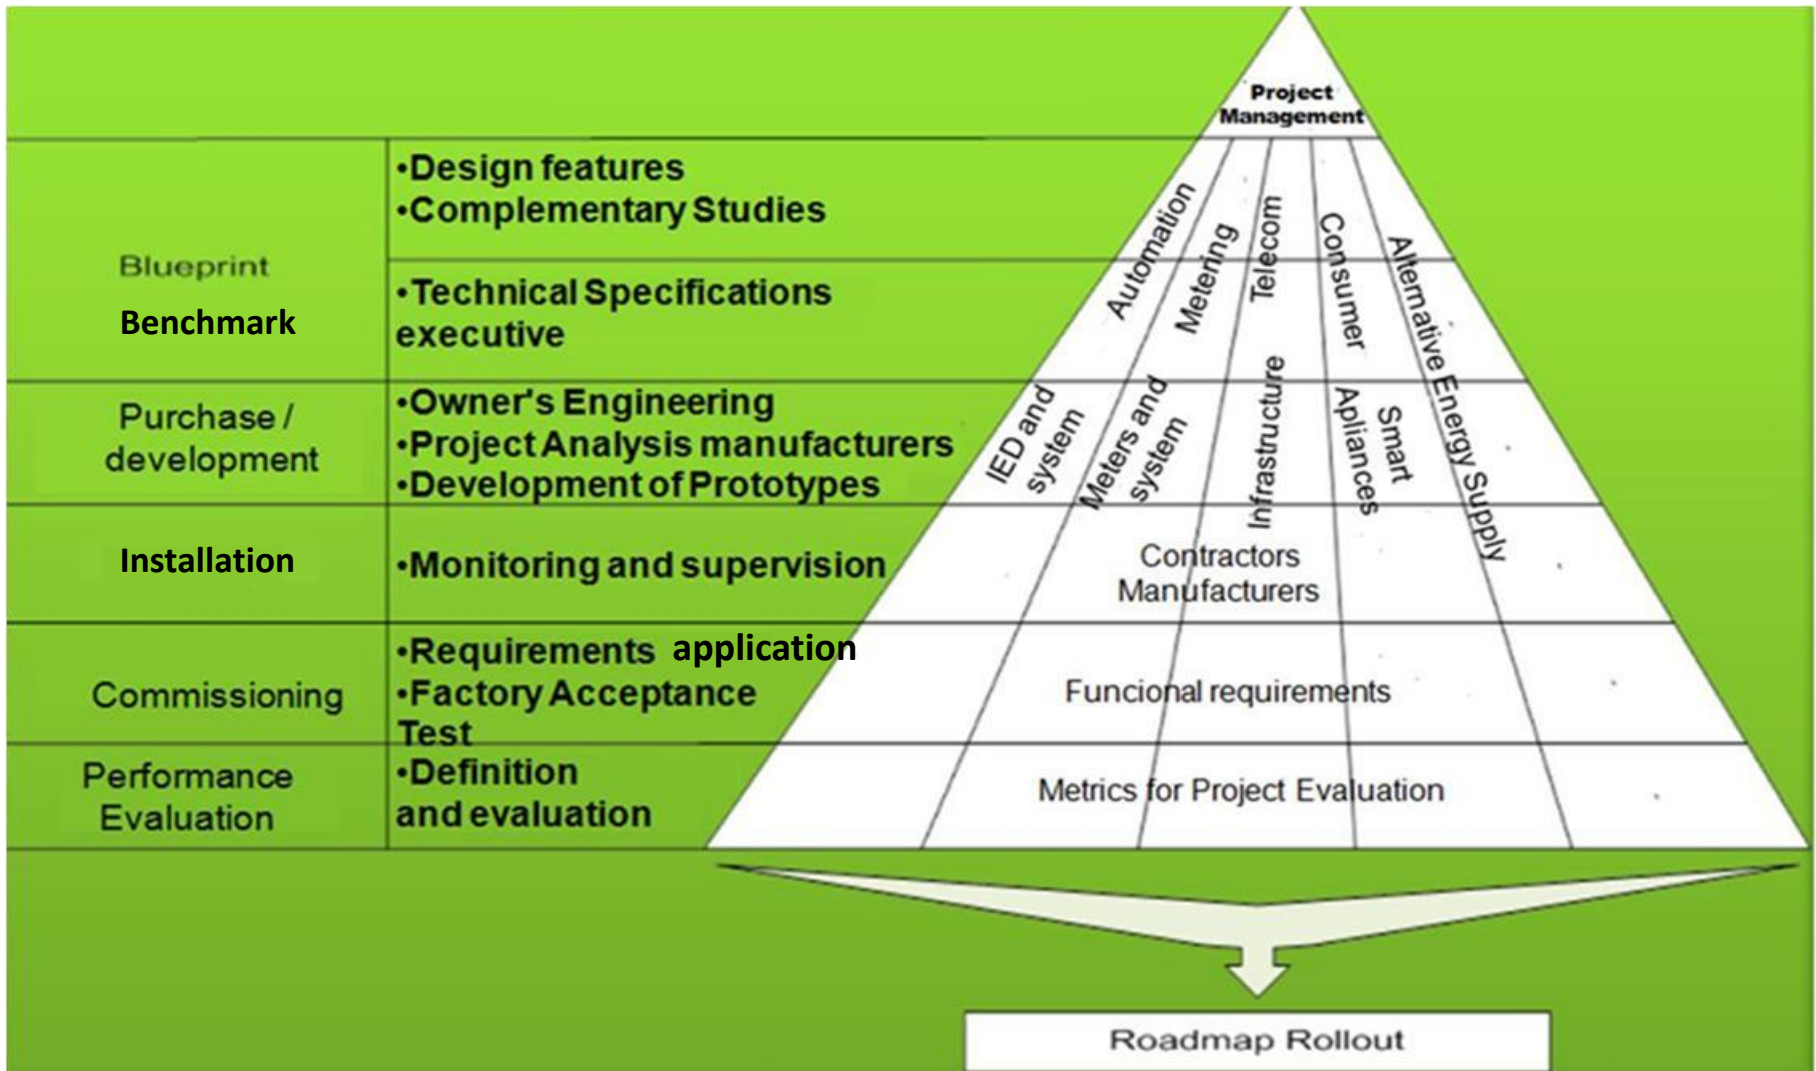 Project
Management
Blueprint
Benchmark
•Design features
•Complementary Studies
•Technical Specifications
executive
Automation
Metering
Telecom
Consumer
Alternative Energy Supply
Purchase /
development
•Owner's Engineering
•Project Analysis manufacturers
•Development of Prototypes
IED and
system
Meters and
system
Infrastructure
Smart
Apliances
Installation
•Monitoring and supervision
Contractors
Manufacturers
Commissioning
•Requirements application
•Factory Acceptance
Test
Funcional requirements
Performance
Evaluation
•Definition
and evaluation
Metrics for Project Evaluation
Roadmap Rollout